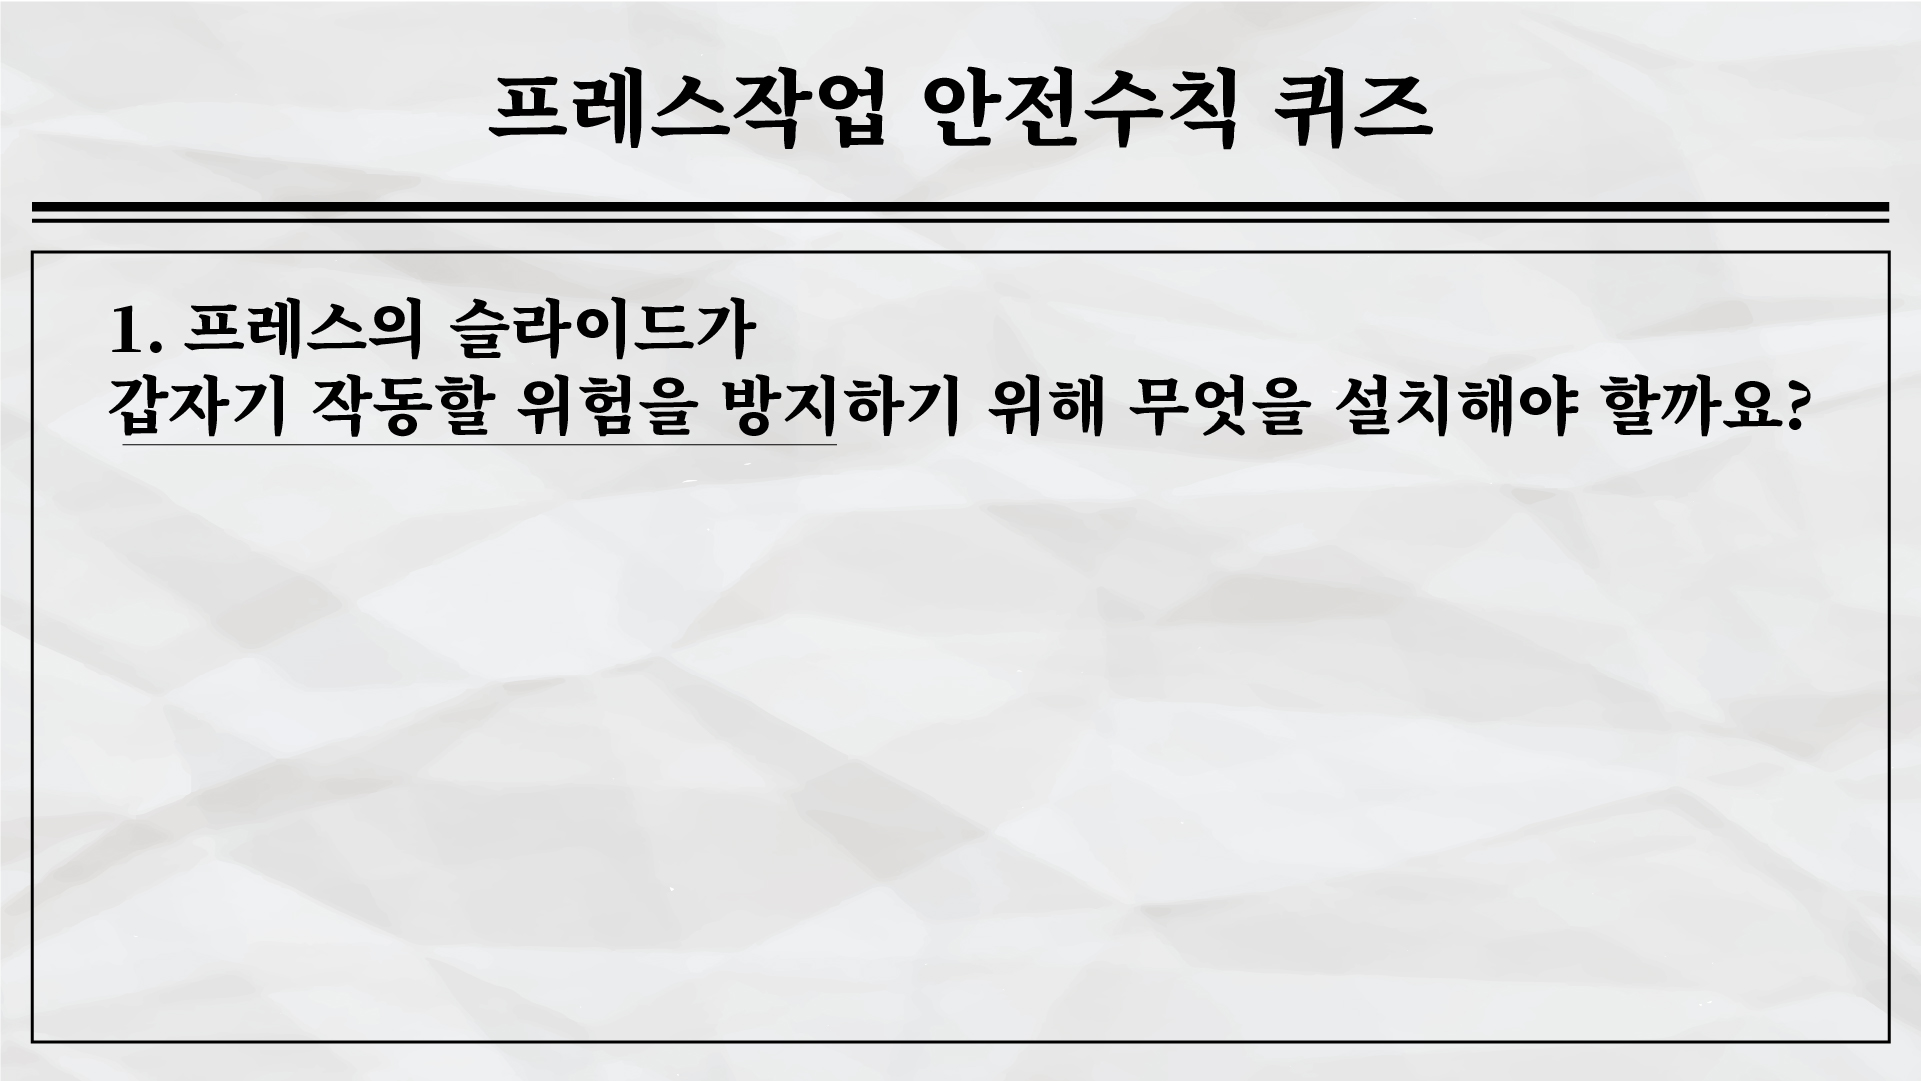 프레스작업 안전수칙 퀴즈
1. 프레스의 슬라이드가
갑자기 작동할 위험을 방지하기 위해 무엇을 설치해야 할까요?